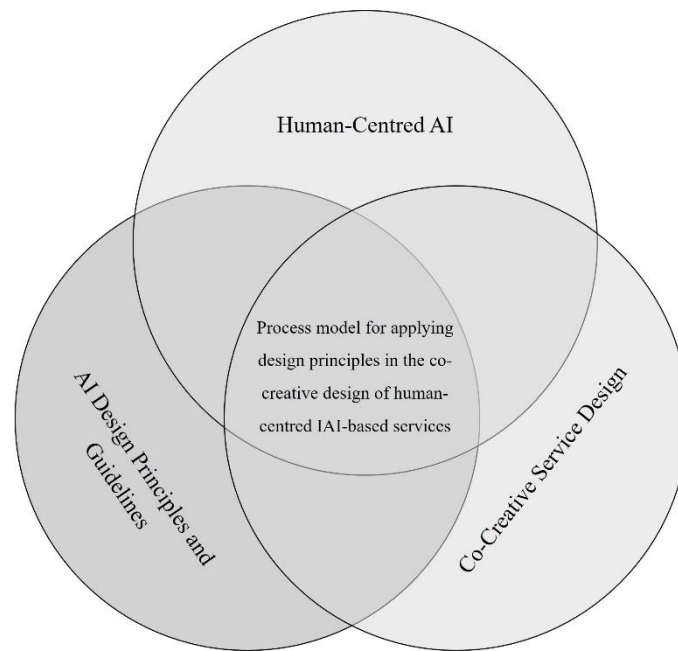 Human-Centred AI
Process model for applying
design principles in the co-
creative design of human-
centred IAI-based services
AI Design Principles and
Guidelines
Co-Creative Service Design